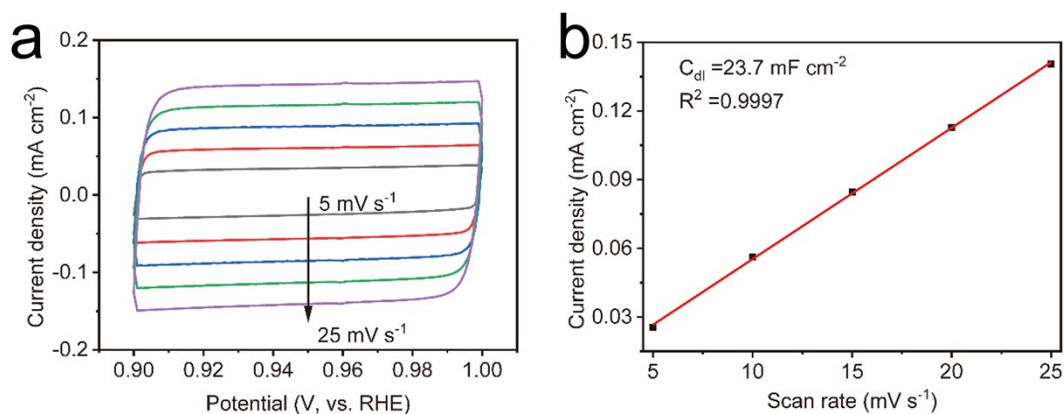 a
0.2
0.1
0.0
-0.1
-0.2
Current density (mA cm-2)
5 mV s-1
25 mV s-1
0.90 0.92 0.94 0.96 0.98 1.00
Potential (V, vs. RHE)
b
0.15
0.12
0.09
0.06
0.03
Current density (mA cm-2)
Cdl =23.7 mF cm-2
R2 =0.9997
5 10 15 20 25
Scan rate (mV s-1)